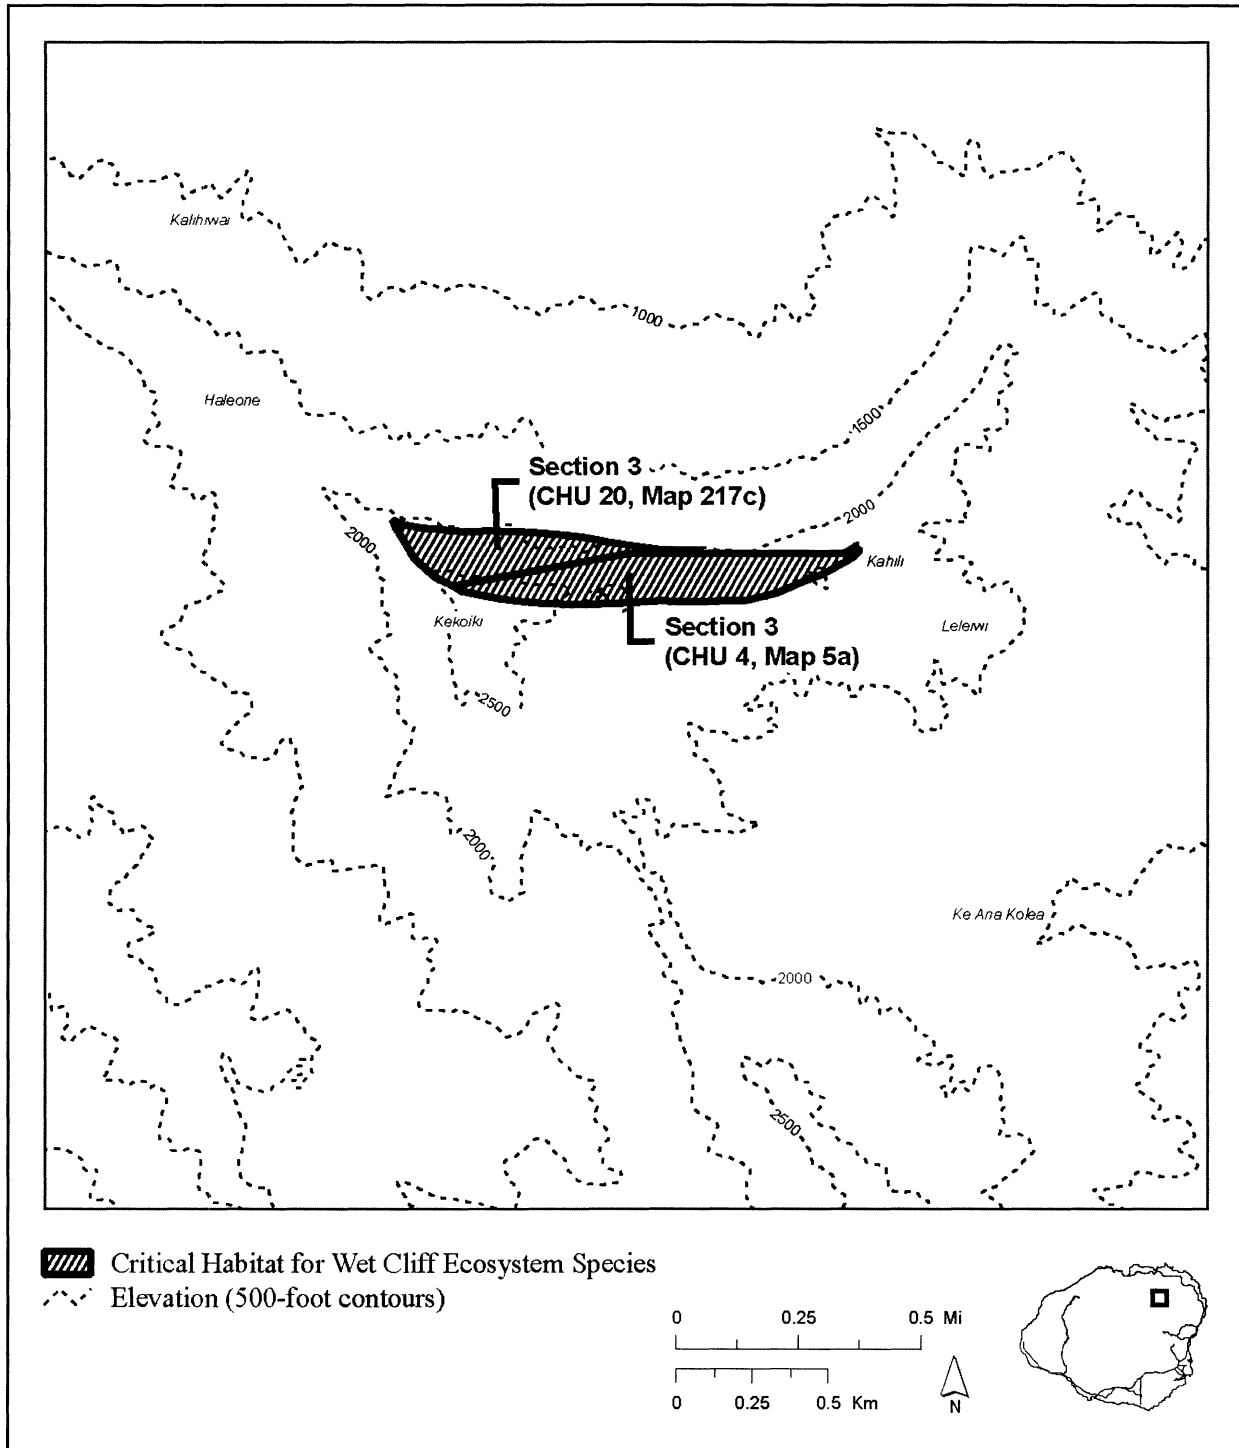 Kalihiwai
1000
Haleone
1500
Section 3
(CHU 20, Map 217c)
2000
2000
Kahili
Kekoiki
Leleiwi
Section 3
(CHU 4, Map 5a)
2500
2000
Ke Ana Kolea
2000
2500
Critical Habitat for Wet Cliff Ecosystem Species
Elevation (500-foot contours)
0 0.25 0.5 Mi
0 0.25 0.5 Km
N